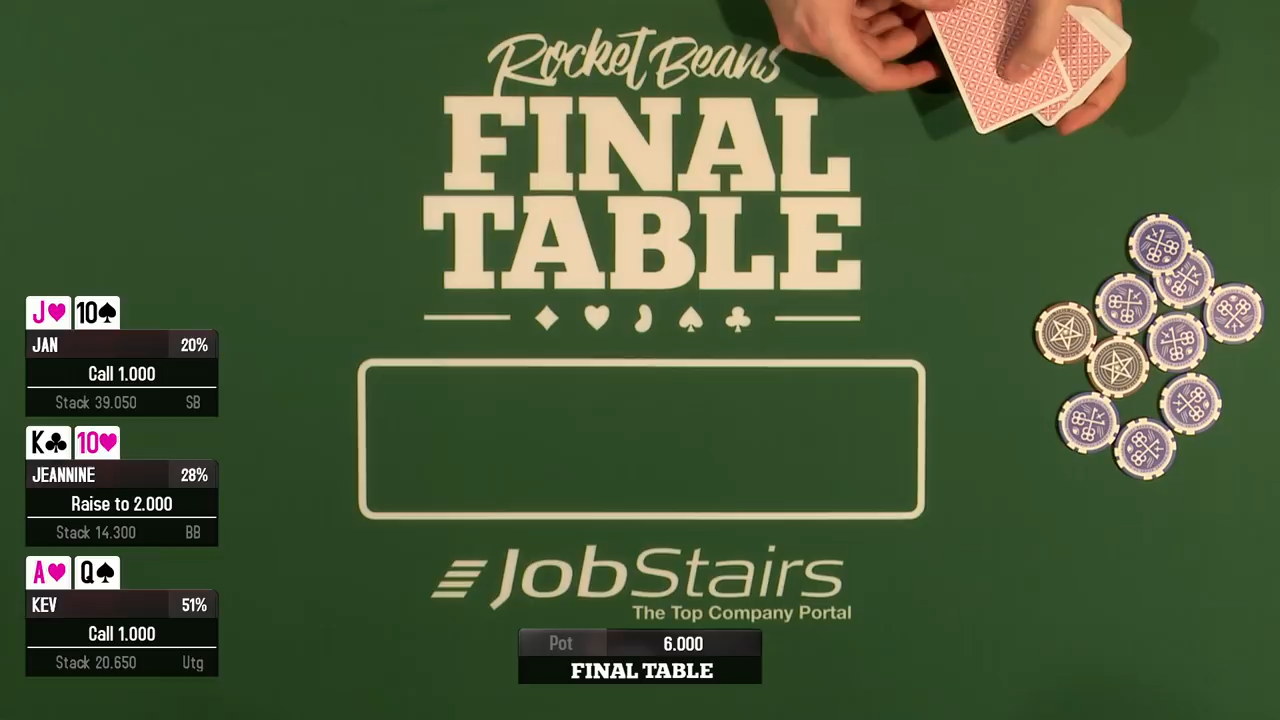 Rocket Beans
FINAL
TABLE
J♥ 10♠
JAN 20%
Call 1.000
Stack 39.050 SB
K♣ 10♥
JEANNINE 28%
Raise to 2.000
Stack 14.300 BB
A♥ Q♠
KEV 51%
Call 1.000
Stack 20.650 Utg
JobStairs
The Top Company Portal
Pot 6.000
FINAL TABLE